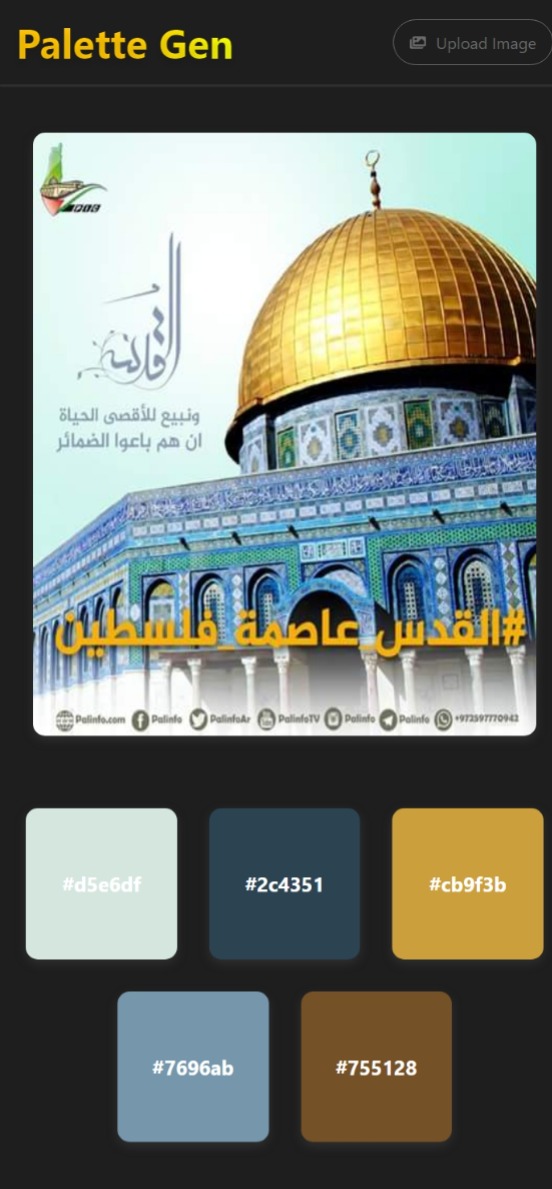 Palette Gen
Upload Image
القدس
ونبيع للأقصى الحياة
ان هم باعوا الضمائر
#القدس_عاصمة_فلسطين
Palinfo.com Palinfo PalinfoAr PalinfoTV Palinfo Palinfo +972597770942
#d5e6df #2c4351 #cb9f3b
#7696ab #755128